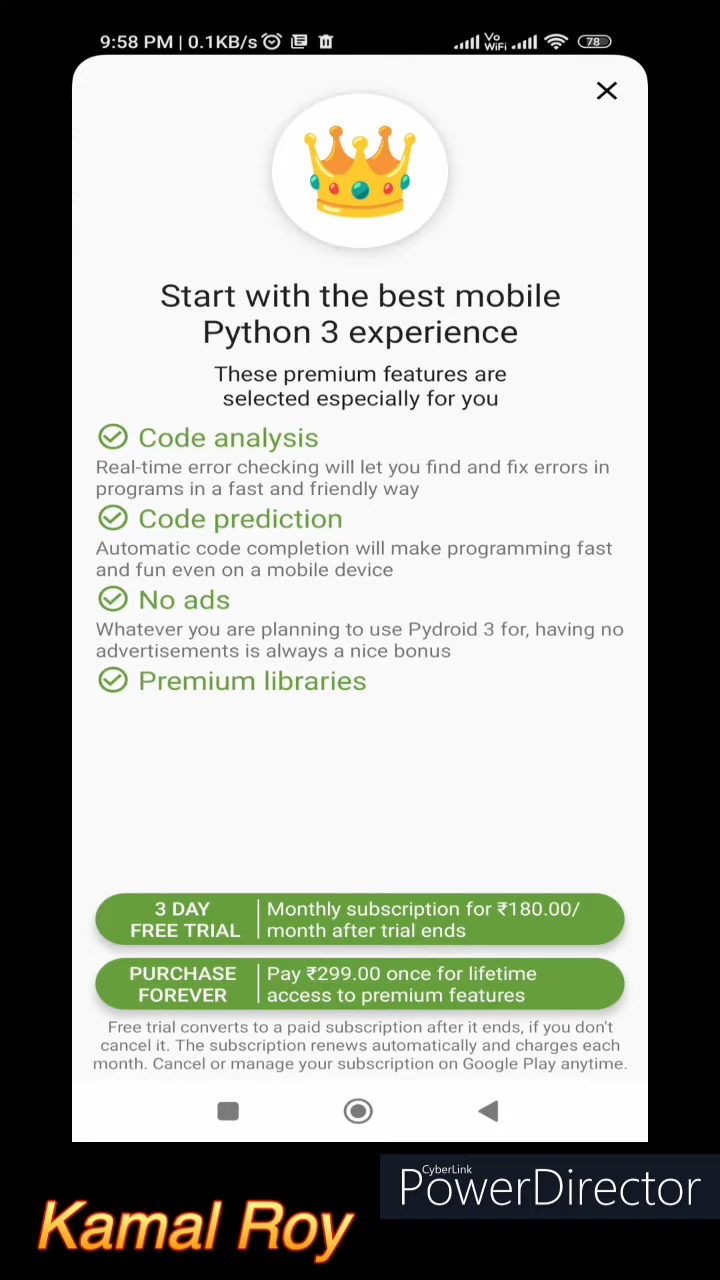 9:58 PM | 0.1KB/s Vo WiFi 78
Start with the best mobile
Python 3 experience
These premium features are
selected especially for you
Code analysis
Real-time error checking will let you find and fix errors in
programs in a fast and friendly way
Code prediction
Automatic code completion will make programming fast
and fun even on a mobile device
No ads
Whatever you are planning to use Pydroid 3 for, having no
advertisements is always a nice bonus
Premium libraries
3 DAY
FREE TRIAL
Monthly subscription for ₹180.00/
month after trial ends
PURCHASE
FOREVER
Pay ₹299.00 once for lifetime
access to premium features
Free trial converts to a paid subscription after it ends, if you don't
cancel it. The subscription renews automatically and charges each
month. Cancel or manage your subscription on Google Play anytime.
CyberLink
PowerDirector
Kamal Roy